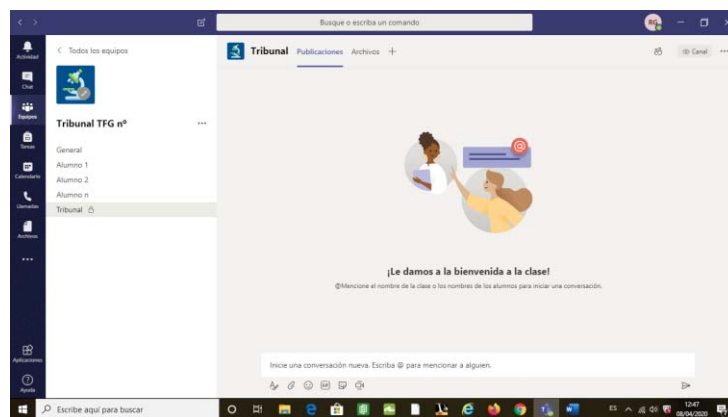 Busque o escriba un comando
RG
Actividad
Chat
Equipos
Tareas
Calendario
Llamadas
Archivos
Aplicaciones
Ayuda
Todos los equipos
Tribunal TFG nº
General
Alumno 1
Alumno 2
Alumno n
Tribunal
Tribunal Publicaciones Archivos
Canal
¡Le damos a la bienvenida a la clase!
@Mencione el nombre de la clase o los nombres de los alumnos para iniciar una conversación.
Inicie una conversación nueva. Escriba @ para mencionar a alguien.
Escribe aquí para buscar
ES
12:47
08/04/2020